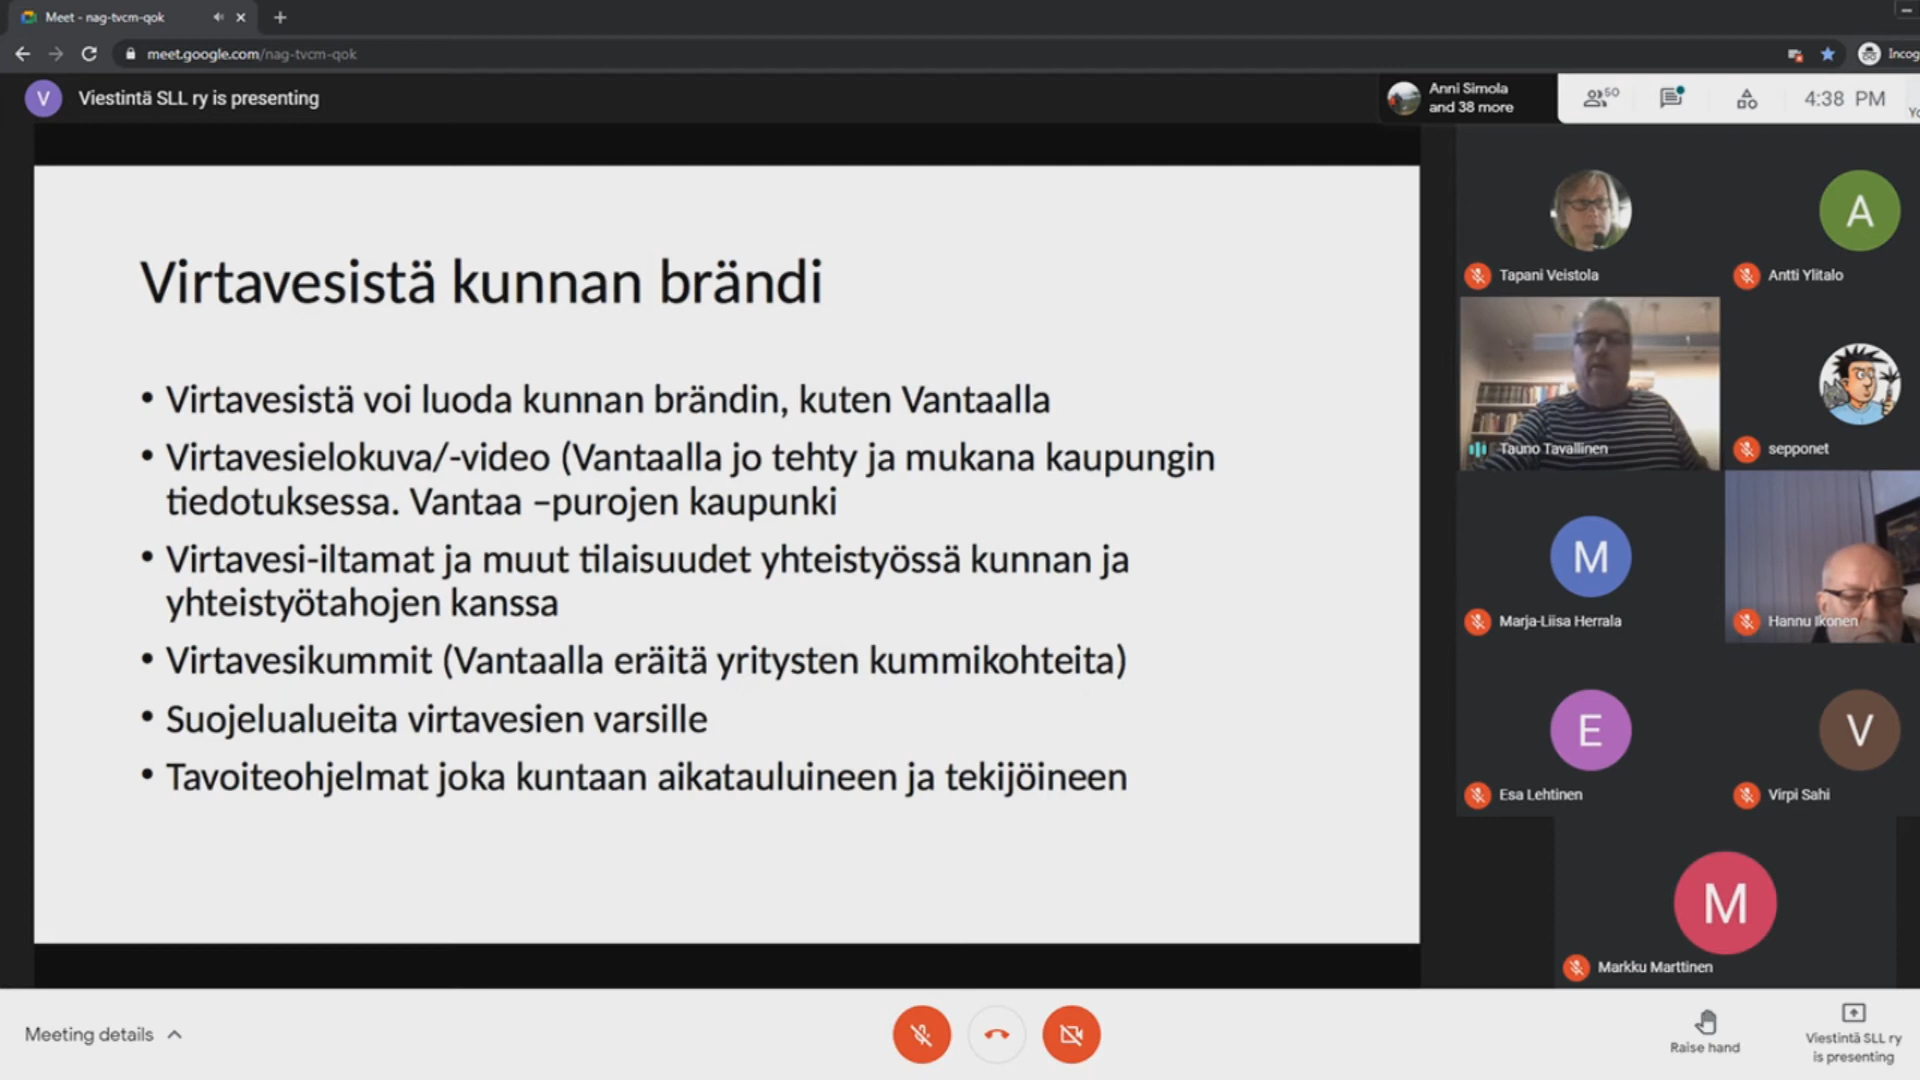 Meet - nag-tvcm-qok
meet.google.com/nag-tvcm-qok
Incog
V
Viestintä SLL ry is presenting
Anni Simola
and 38 more
50
4:38 PM
Yo
Virtavesistä kunnan brändi
• Virtavesistä voi luoda kunnan brändin, kuten Vantaalla
• Virtavesielokuva/-video (Vantaalla jo tehty ja mukana kaupungin
tiedotuksessa. Vantaa –purojen kaupunki
• Virtavesi-iltamat ja muut tilaisuudet yhteistyössä kunnan ja
yhteistyötahojen kanssa
• Virtavesikummit (Vantaalla eräitä yritysten kummikohteita)
• Suojelualueita virtavesien varsille
• Tavoiteohjelmat joka kuntaan aikatauluineen ja tekijöineen
Tapani Veistola
A
Antti Ylitalo
Tauno Tavallinen
sepponet
M
Marja-Liisa Herrala
Hannu Ikonen
E
Esa Lehtinen
V
Virpi Sahi
M
Markku Marttinen
Meeting details
Raise hand
Viestintä SLL ry
is presenting